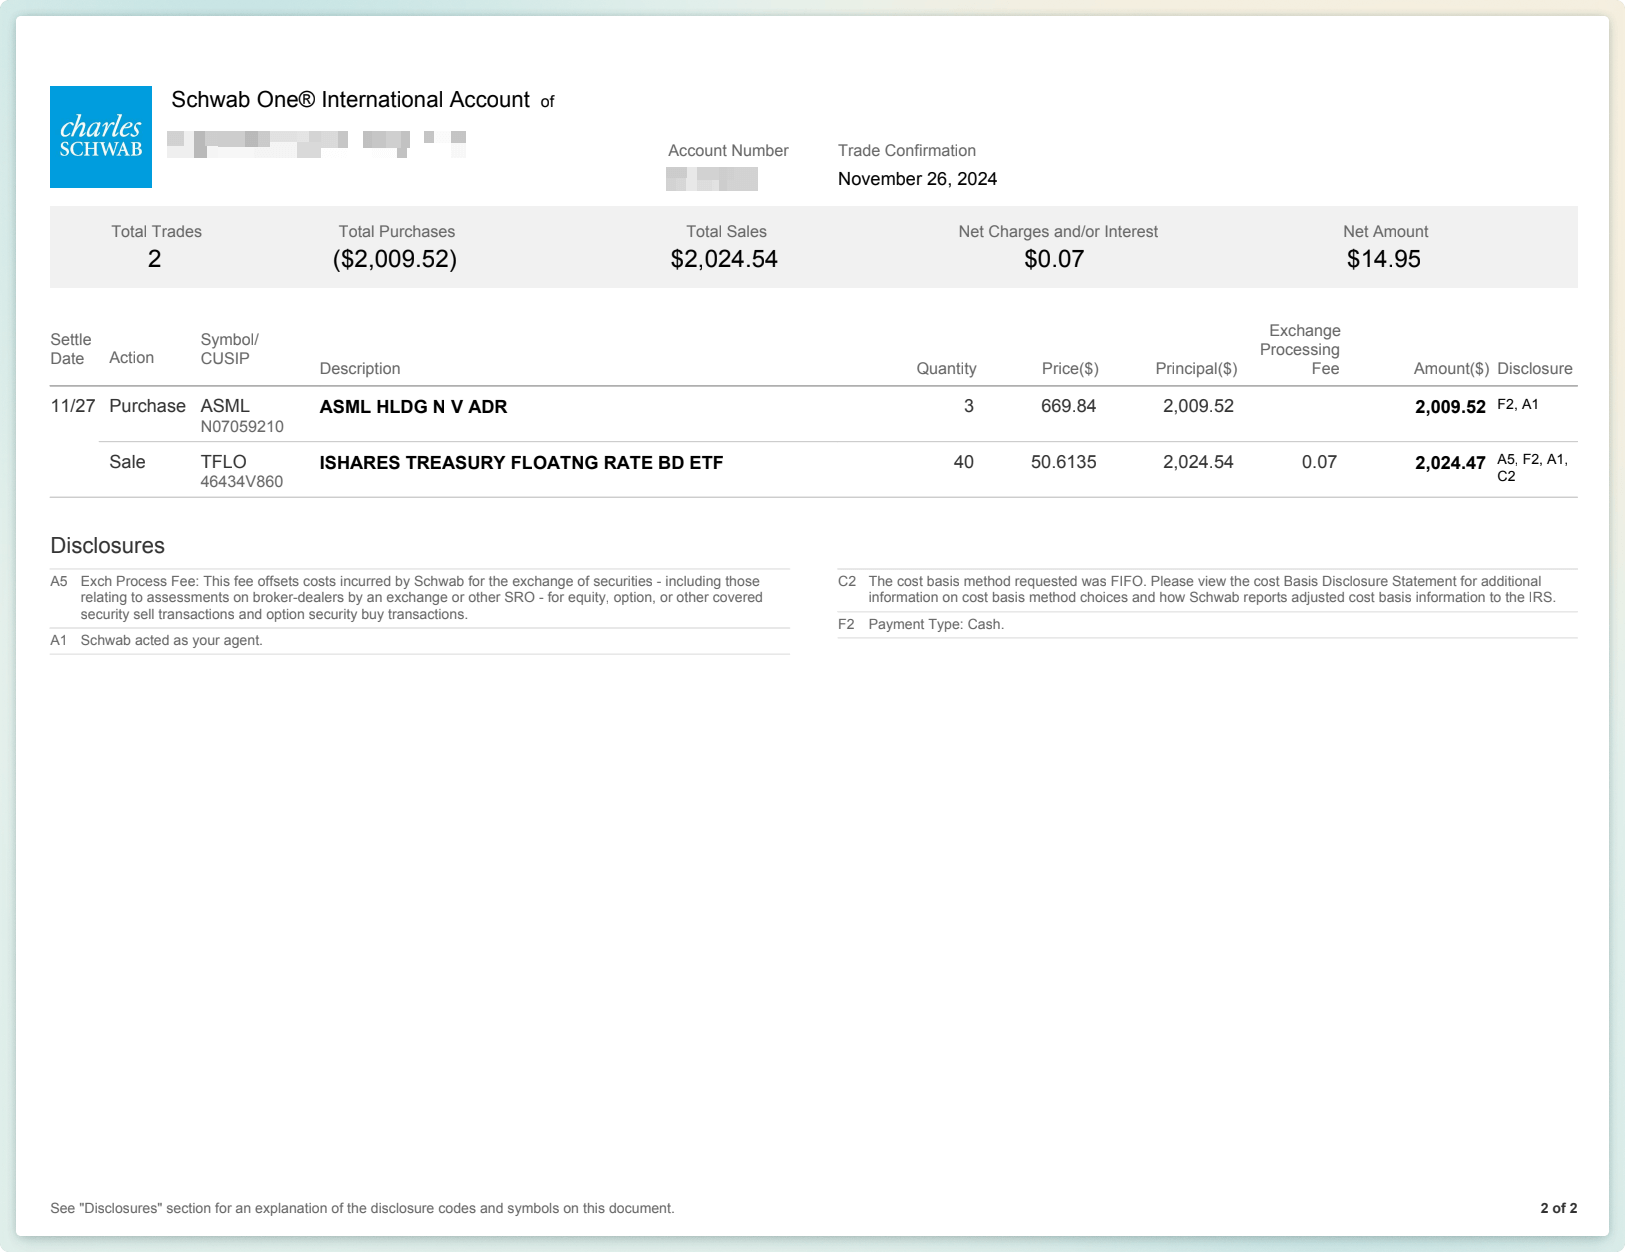 charles
SCHWAB
Schwab One® International Account of
Account Number
Trade Confirmation
November 26, 2024
Total Trades
2
Total Purchases
($2,009.52)
Total Sales
$2,024.54
Net Charges and/or Interest
$0.07
Net Amount
$14.95
Settle Date
Action
Symbol/ CUSIP
Description
Quantity
Price($)
Principal($)
Exchange Processing Fee
Amount($)
Disclosure
11/27 Purchase ASML ASML HLDG N V ADR 3 669.84 2,009.52 2,009.52 F2, A1
N07059210
Sale TFLO ISHARES TREASURY FLOATNG RATE BD ETF 40 50.6135 2,024.54 0.07 2,024.47 A5, F2, A1,
46434V860 C2
Disclosures
A5 Exch Process Fee: This fee offsets costs incurred by Schwab for the exchange of securities - including those
relating to assessments on broker-dealers by an exchange or other SRO - for equity, option, or other covered
security sell transactions and option security buy transactions.
A1 Schwab acted as your agent.
C2 The cost basis method requested was FIFO. Please view the cost Basis Disclosure Statement for additional
information on cost basis method choices and how Schwab reports adjusted cost basis information to the IRS.
F2 Payment Type: Cash.
See "Disclosures" section for an explanation of the disclosure codes and symbols on this document.
2 of 2